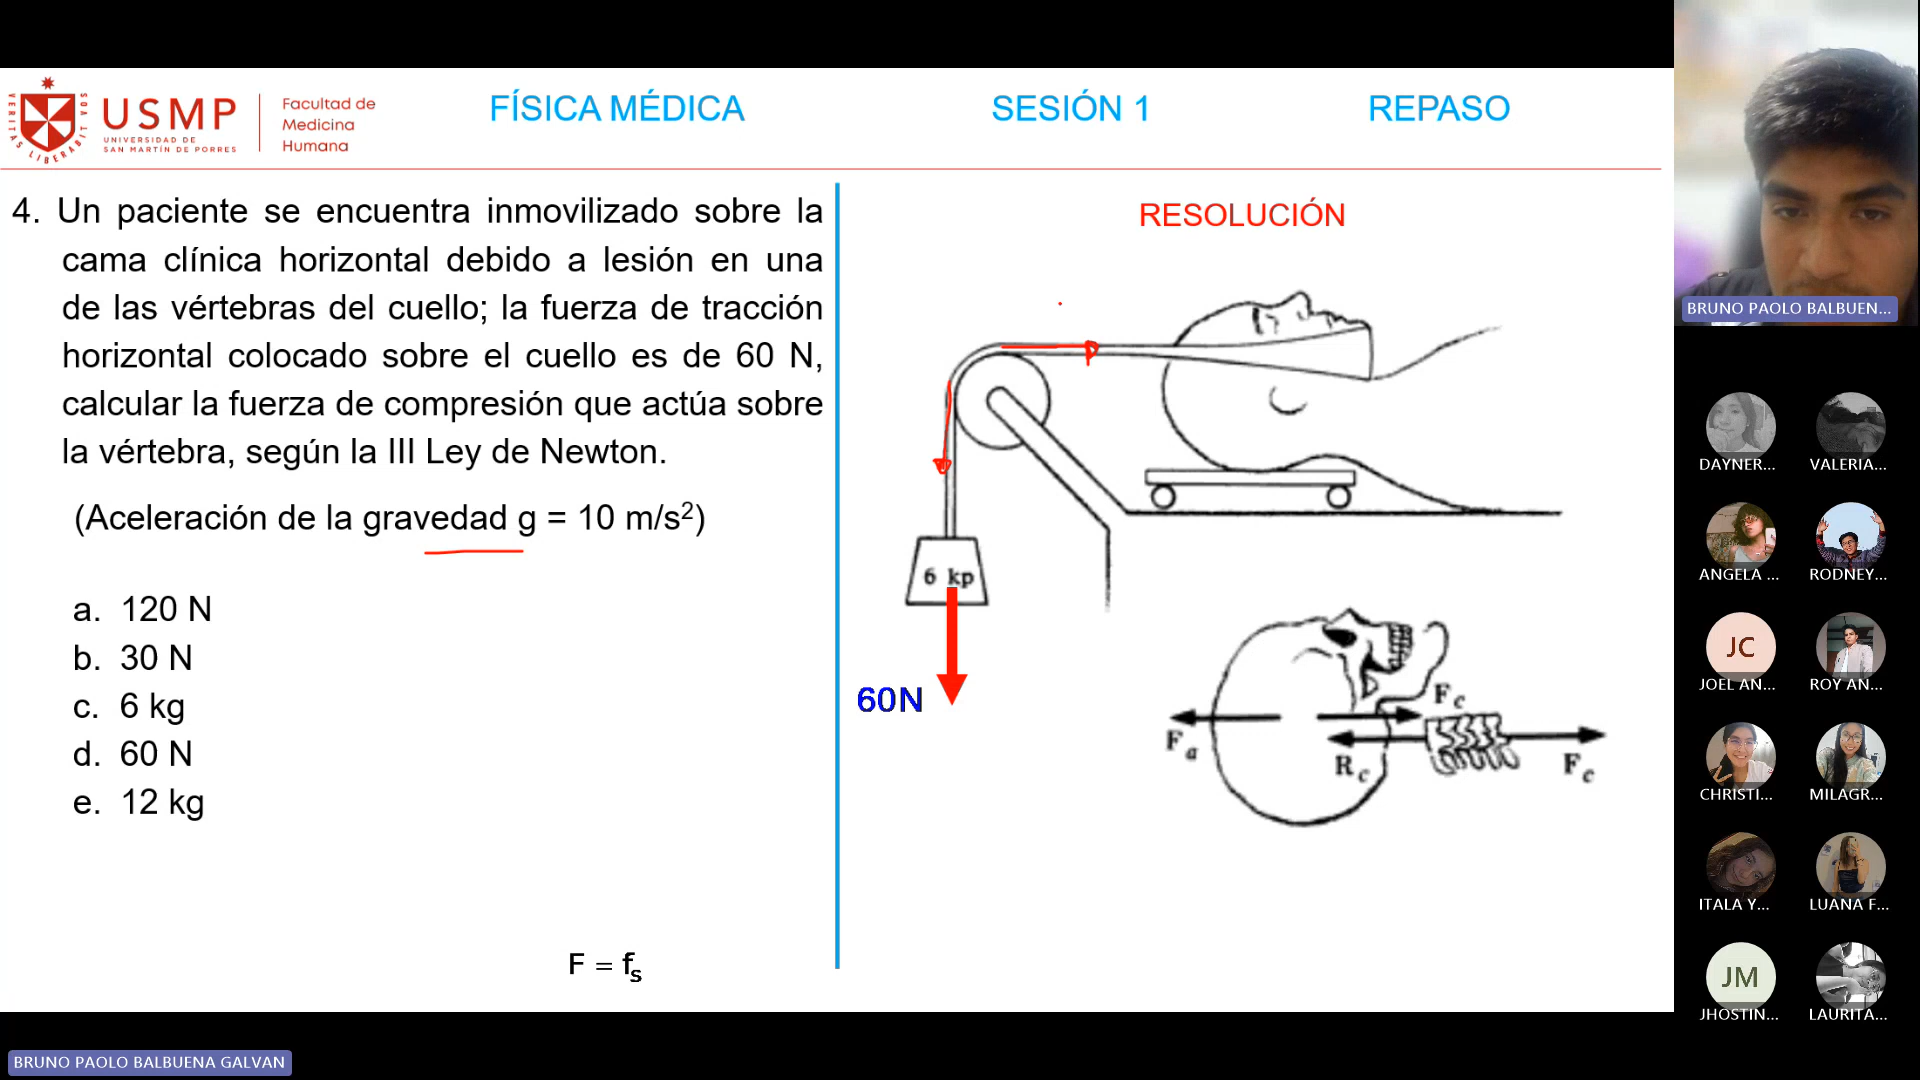 VERITAS LIBERABIT VOS
USMP
UNIVERSIDAD DE
SAN MARTÍN DE PORRES
Facultad de
Medicina
Humana
FÍSICA MÉDICA
SESIÓN 1
REPASO
4. Un paciente se encuentra inmovilizado sobre la
cama clínica horizontal debido a lesión en una
de las vértebras del cuello; la fuerza de tracción
horizontal colocado sobre el cuello es de 60 N,
calcular la fuerza de compresión que actúa sobre
la vértebra, según la III Ley de Newton.
(Aceleración de la gravedad g = 10 m/s²)
a. 120 N
b. 30 N
c. 6 kg
d. 60 N
e. 12 kg
F = fₛ
RESOLUCIÓN
6 kp
60N
Fa
Fc
Rc
Fc
BRUNO PAOLO BALBUEN...
DAYNER...
VALERIA...
ANGELA ...
RODNEY...
JC
JOEL AN...
ROY AN...
CHRISTI...
MILAGR...
ITALA Y...
LUANA F...
JM
JHOSTIN...
LAURITA...
BRUNO PAOLO BALBUENA GALVAN